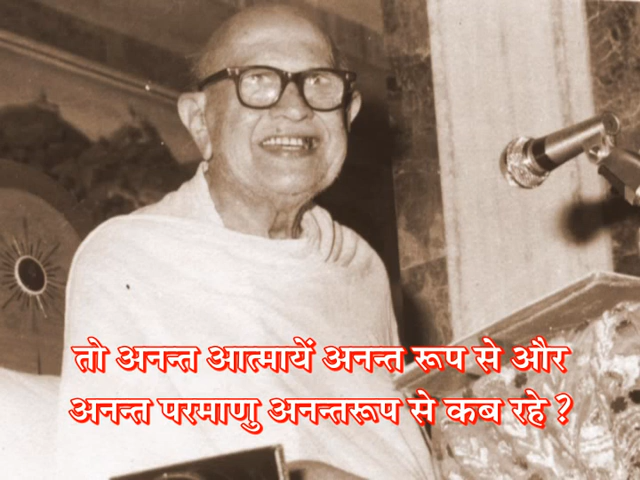 तो अनन्त आत्मायें अनन्त रूप से और
अनन्त परमाणु अनन्तरूप से कब रहे ?